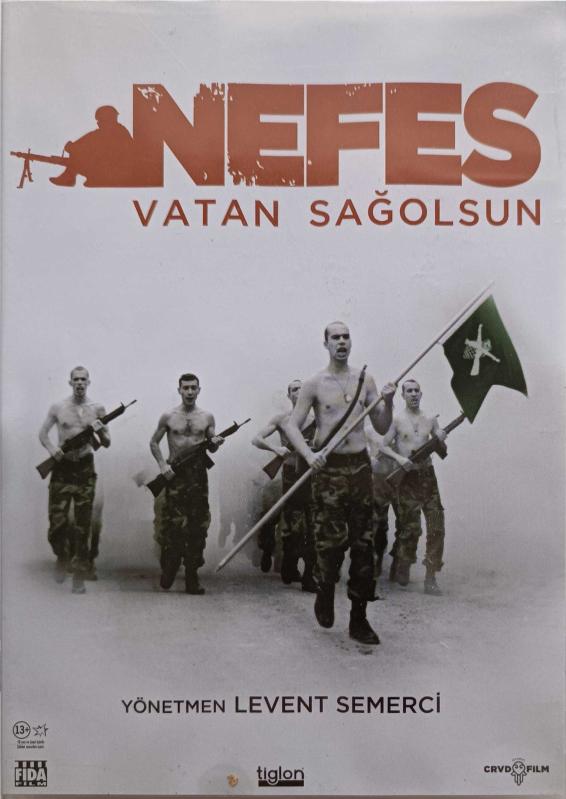 NEFES
VATAN SAĞOLSUN
YÖNETMEN LEVENT SEMERCİ
13+
FIDA
FILM
tiglon
CRVD FILM